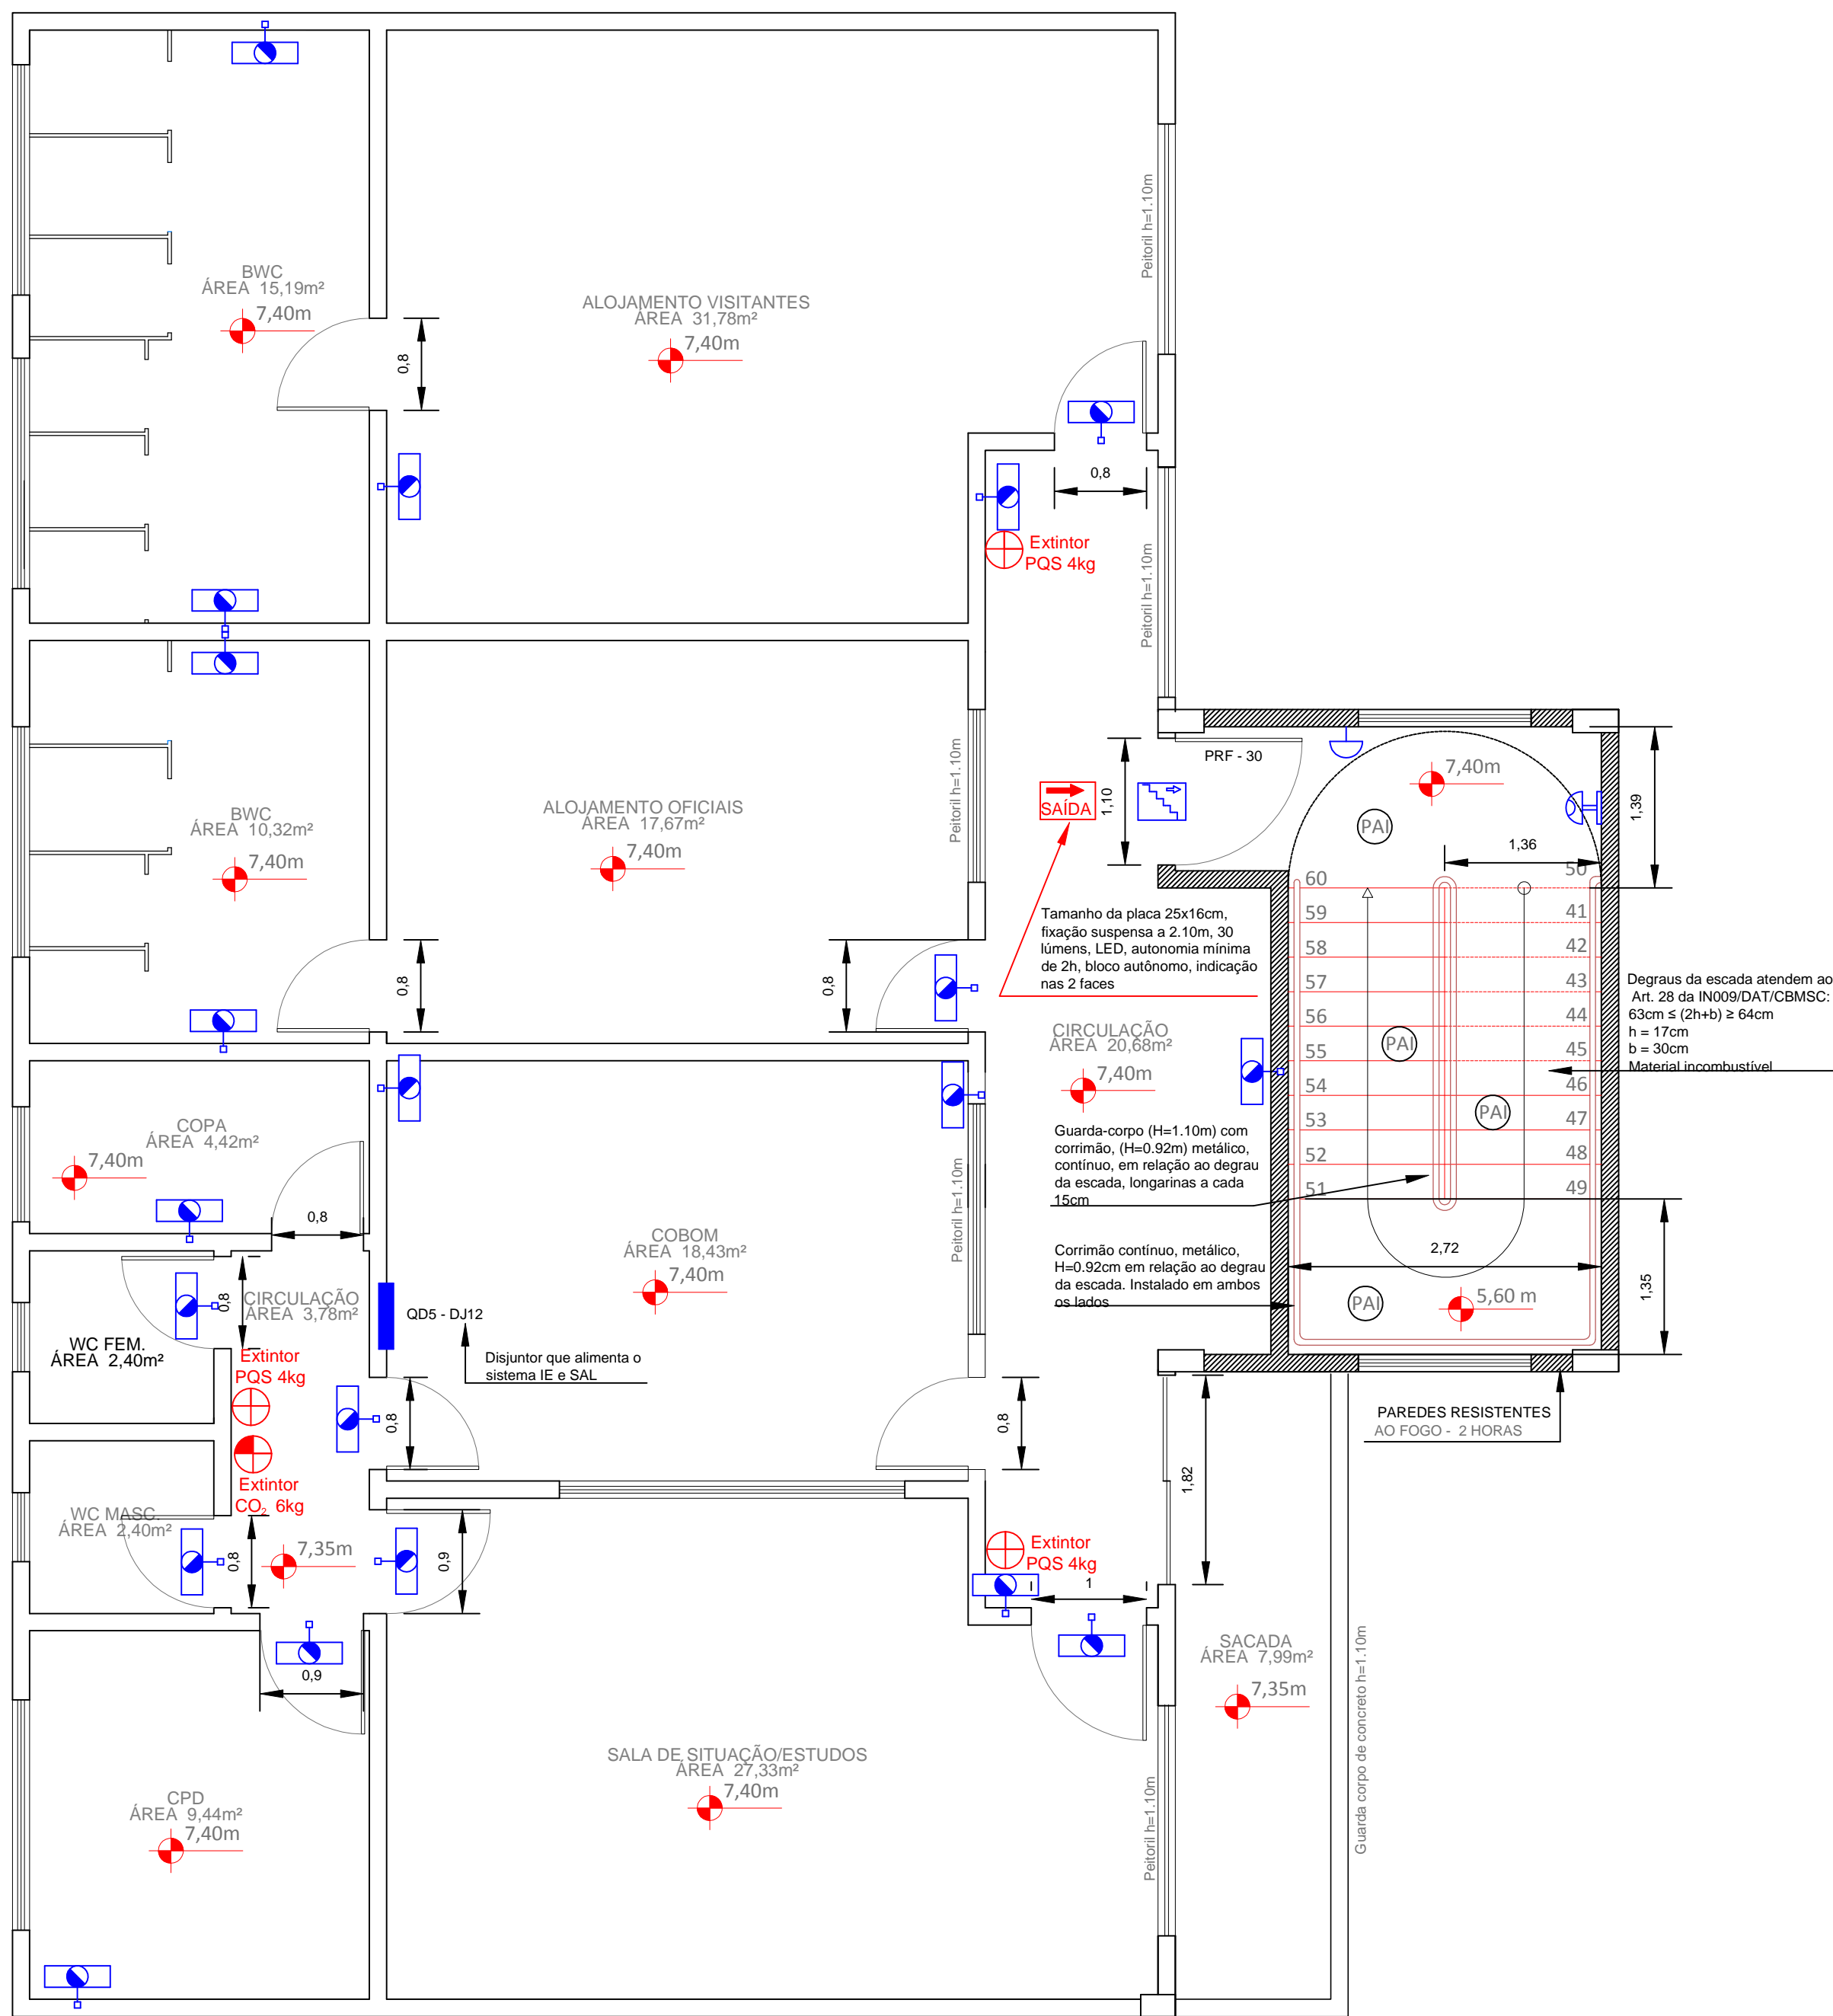 BWC
ÁREA 15,19m²
7,40m
0,8
ALOJAMENTO VISITANTES
ÁREA 31,78m²
7,40m
Peitoril h=1.10m
0,8
Extintor
PQS 4kg
Peitoril h=1.10m
BWC
ÁREA 10,32m²
7,40m
0,8
ALOJAMENTO OFICIAIS
ÁREA 17,67m²
7,40m
0,8
Peitoril h=1.10m
SAÍDA
1,10
PRF - 30
7,40m
1,39
PAI
1,36
Tamanho da placa 25x16cm,
fixação suspensa a 2.10m, 30
lúmens, LED, autonomia mínima
de 2h, bloco autônomo, indicação
nas 2 faces
60 50
59 41
58 42
57 43
56 44
55 45
54 46
53 47
52 48
51 49
PAI
PAI
Degraus da escada atendem ao
Art. 28 da IN009/DAT/CBMSC:
63cm ≤ (2h+b) ≥ 64cm
h = 17cm
b = 30cm
Material incombustível
CIRCULAÇÃO
ÁREA 20,68m²
7,40m
Guarda-corpo (H=1.10m) com
corrimão, (H=0.92m) metálico,
contínuo, em relação ao degrau
da escada, longarinas a cada
15cm
Corrimão contínuo, metálico,
H=0.92cm em relação ao degrau
da escada. Instalado em ambos
os lados
2,72
1,35
PAI
5,60 m
PAREDES RESISTENTES
AO FOGO - 2 HORAS
COPA
ÁREA 4,42m²
7,40m
0,8
COBOM
ÁREA 18,43m²
7,40m
Peitoril h=1.10m
CIRCULAÇÃO
ÁREA 3,78m²
0,8
QD5 - DJ12
Disjuntor que alimenta o
sistema IE e SAL
WC FEM.
ÁREA 2,40m²
Extintor
PQS 4kg
0,8
0,8
1,82
Extintor
CO₂ 6kg
WC MASC.
ÁREA 2,40m²
0,8
7,35m
0,9
Extintor
PQS 4kg
1
0,9
SACADA
ÁREA 7,99m²
7,35m
Guarda corpo de concreto h=1.10m
SALA DE SITUAÇÃO/ESTUDOS
ÁREA 27,33m²
7,40m
Peitoril h=1.10m
CPD
ÁREA 9,44m²
7,40m